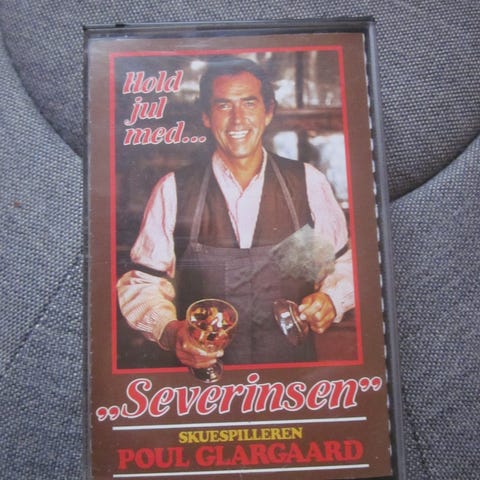 Hold
jul
med...
„Severinsen”
SKUESPILLEREN
POUL GLARGAARD